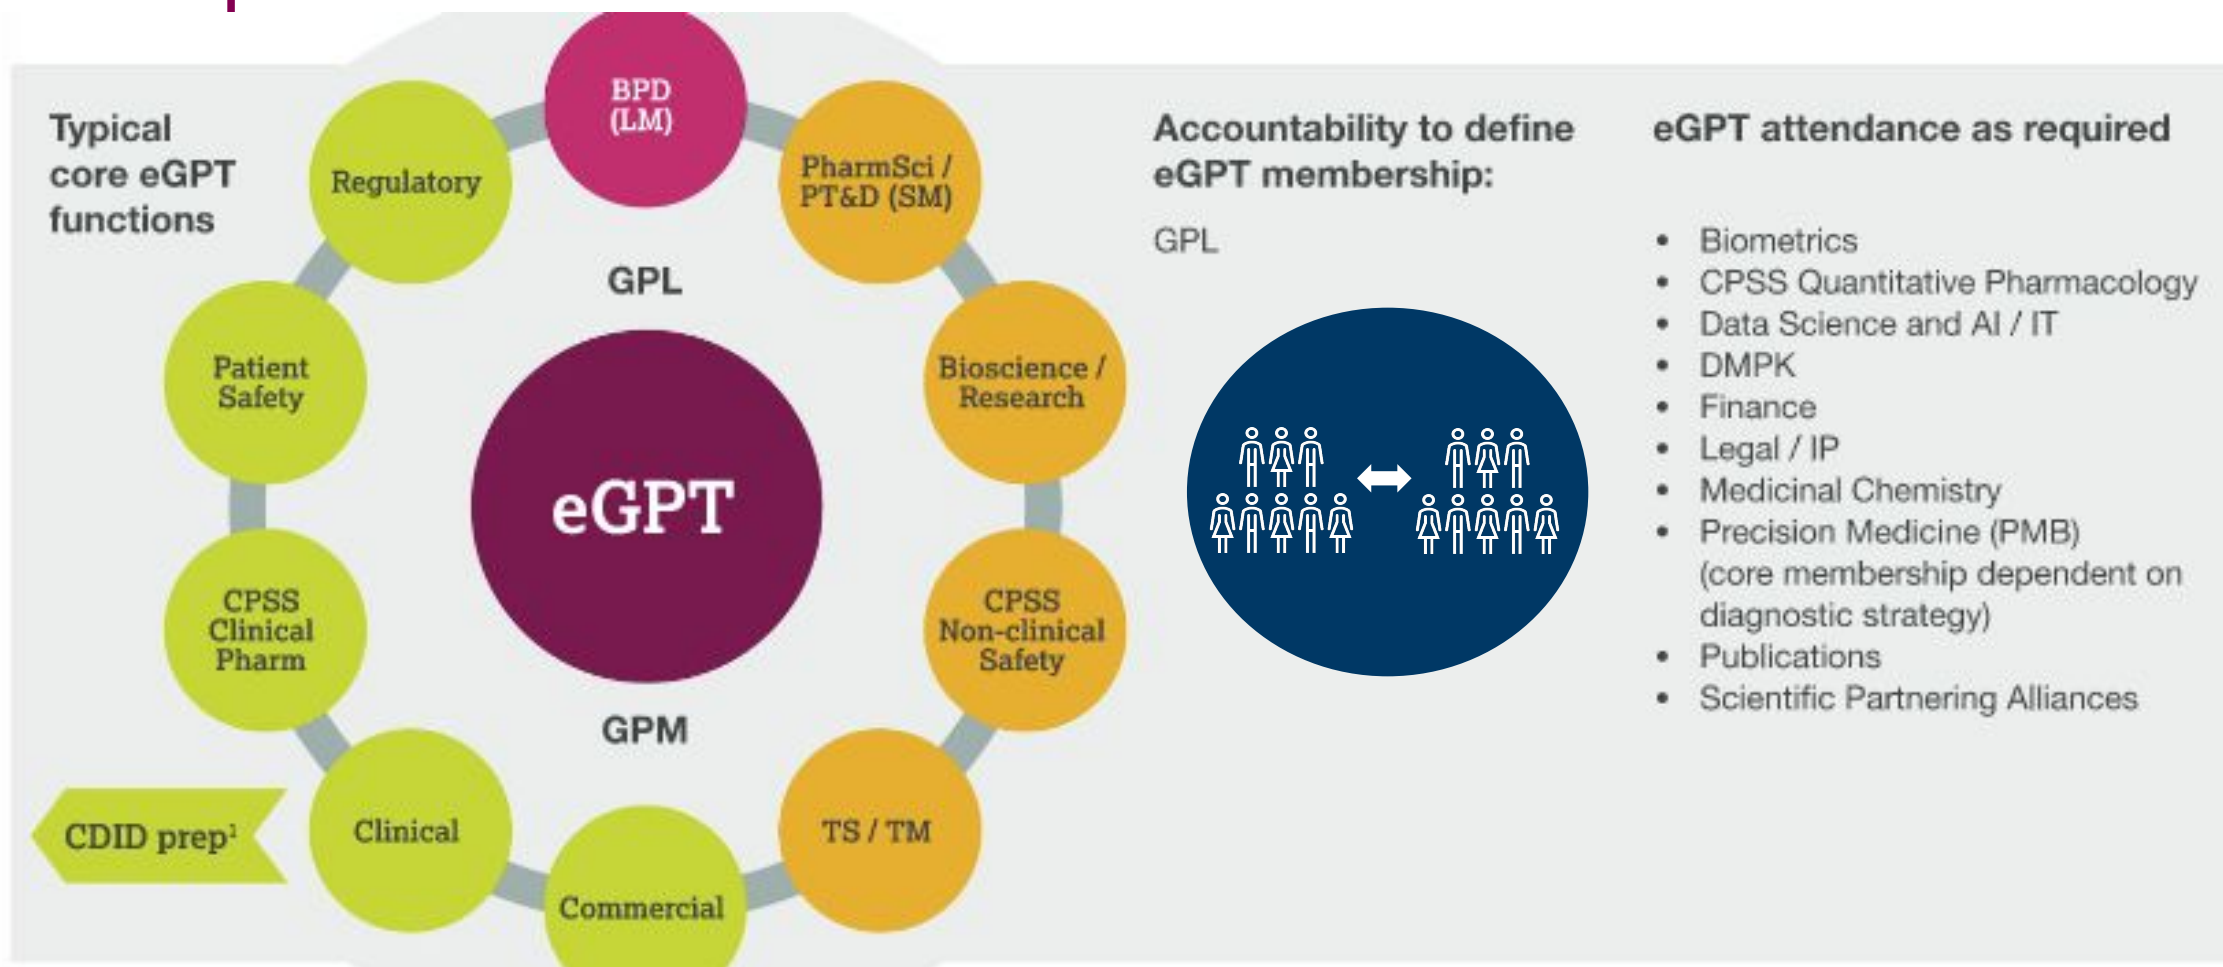 Typical
core eGPT
functions
BPD
(LM)
PharmSci /
PT&D (SM)
Bioscience /
Research
CPSS
Non-clinical
Safety
TS / TM
Commercial
Clinical
CDID prep¹
CPSS
Clinical
Pharm
Patient
Safety
Regulatory
GPL
eGPT
GPM
Accountability to define
eGPT membership:
GPL
eGPT attendance as required
• Biometrics
• CPSS Quantitative Pharmacology
• Data Science and AI / IT
• DMPK
• Finance
• Legal / IP
• Medicinal Chemistry
• Precision Medicine (PMB)
(core membership dependent on
diagnostic strategy)
• Publications
• Scientific Partnering Alliances